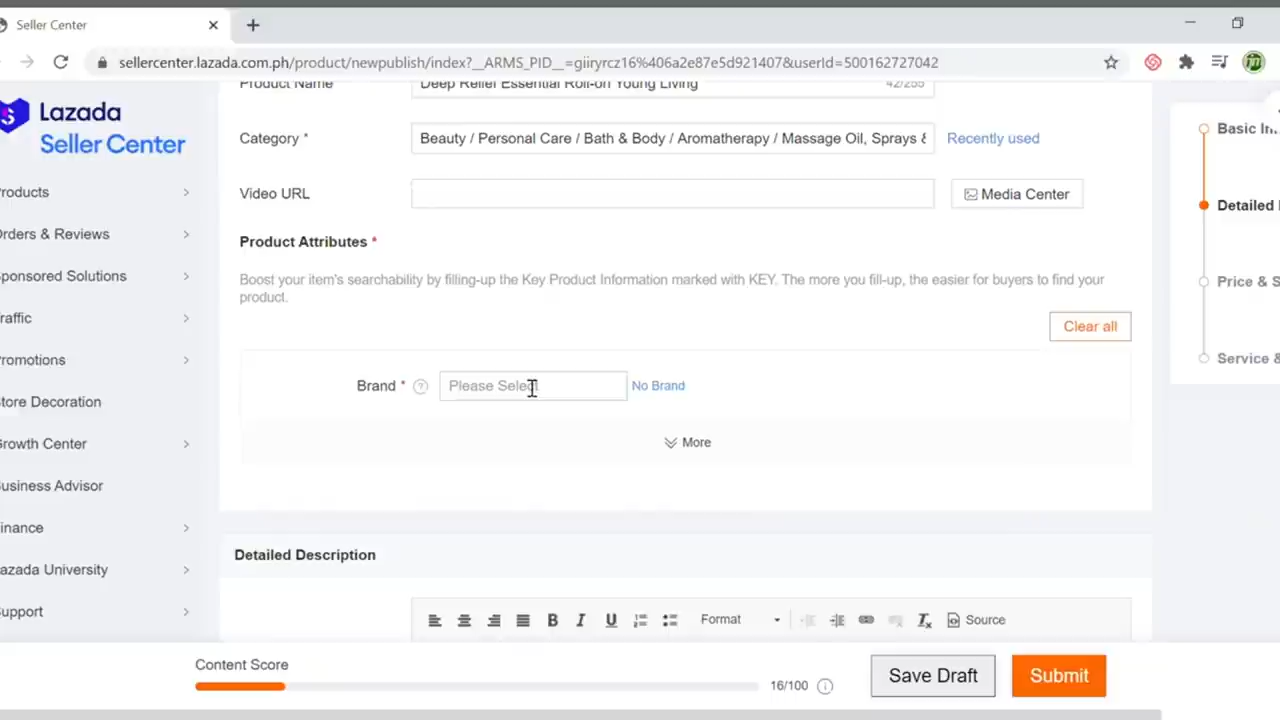 Seller Center
sellercenter.lazada.com.ph/product/newpublish/index?__ARMS_PID__=giiryrcz16%406a2e87e5d921407&userId=500162727042
Lazada
Seller Center
roducts
rders & Reviews
ponsored Solutions
raffic
romotions
tore Decoration
rowth Center
usiness Advisor
inance
azada University
upport
Product Name
Deep Relief Essential Roll-on Young Living
42/255
Category *
Beauty / Personal Care / Bath & Body / Aromatherapy / Massage Oil, Sprays &
Recently used
Video URL
Media Center
Product Attributes *
Boost your item's searchability by filling-up the Key Product Information marked with KEY. The more you fill-up, the easier for buyers to find your
product.
Clear all
Brand *
Please Select
No Brand
More
Detailed Description
B I U
Format
Source
Basic In...
Detailed
Price & S
Service &
Content Score
16/100
Save Draft
Submit